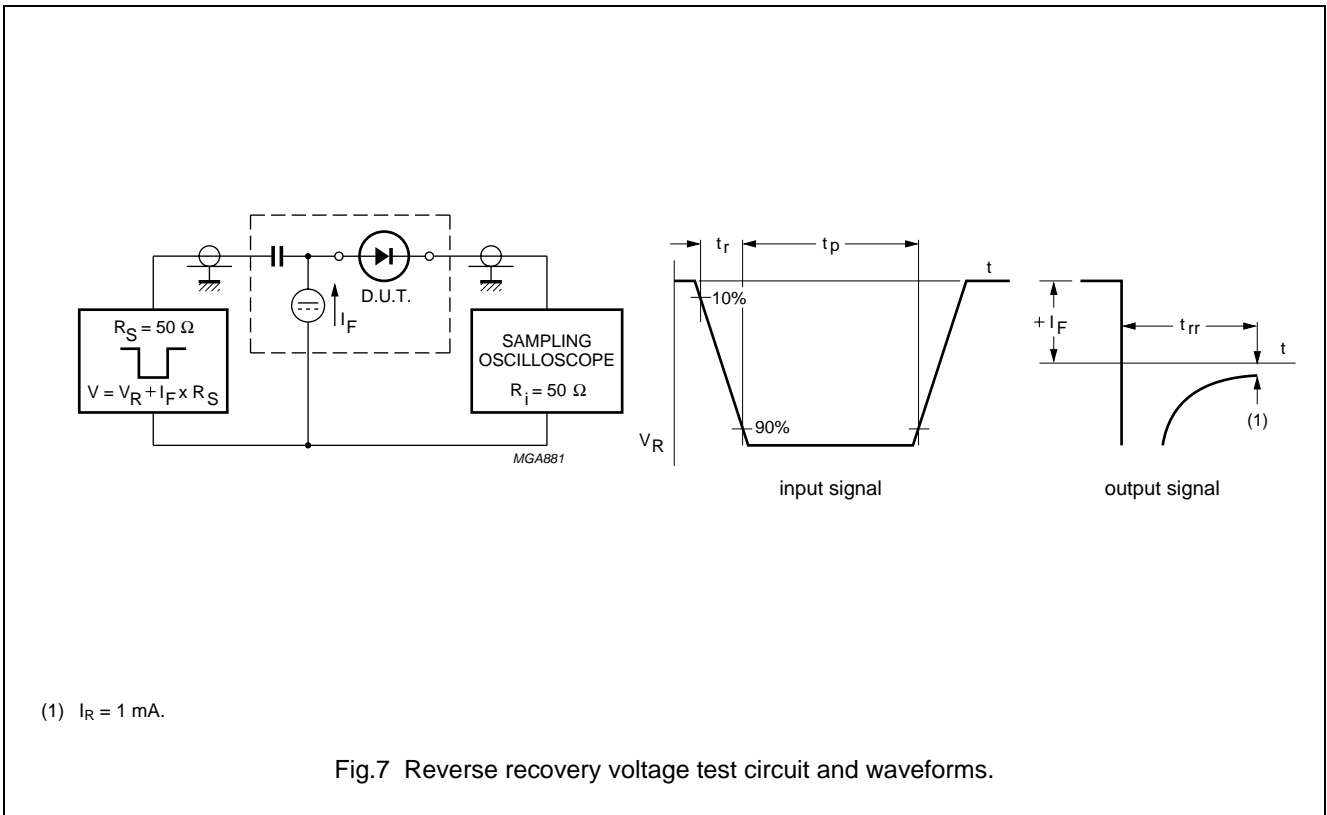 R_S = 50 Ω
V = V_R + I_F x R_S
I_F
D.U.T.
SAMPLING
OSCILLOSCOPE
R_i = 50 Ω
MGA881
t_r
t_p
t
10%
90%
V_R
input signal
+ I_F
t_rr
t
(1)
output signal
(1) I_R = 1 mA.
Fig.7 Reverse recovery voltage test circuit and waveforms.